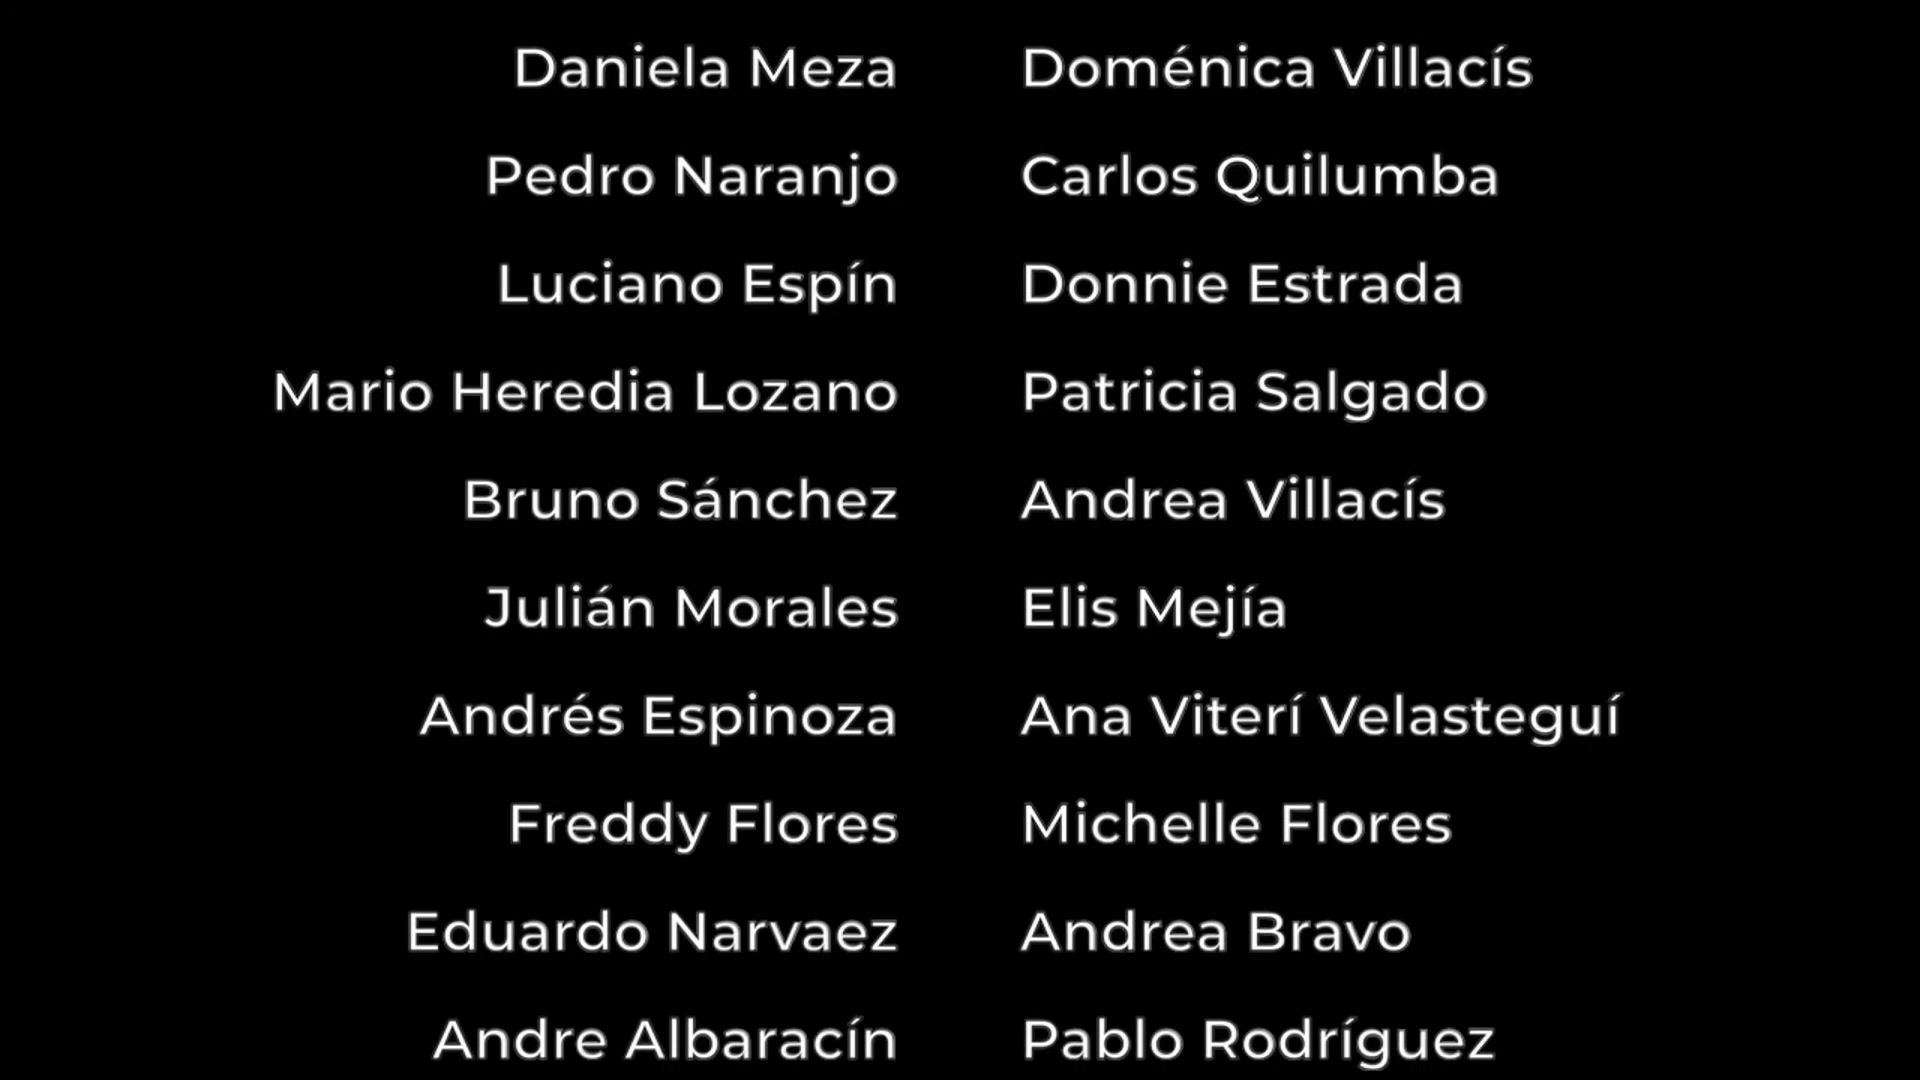 Daniela Meza Doménica Villacís
Pedro Naranjo Carlos Quilumba
Luciano Espín Donnie Estrada
Mario Heredia Lozano Patricia Salgado
Bruno Sánchez Andrea Villacís
Julián Morales Elis Mejía
Andrés Espinoza Ana Viterí Velasteguí
Freddy Flores Michelle Flores
Eduardo Narvaez Andrea Bravo
Andre Albaracín Pablo Rodríguez